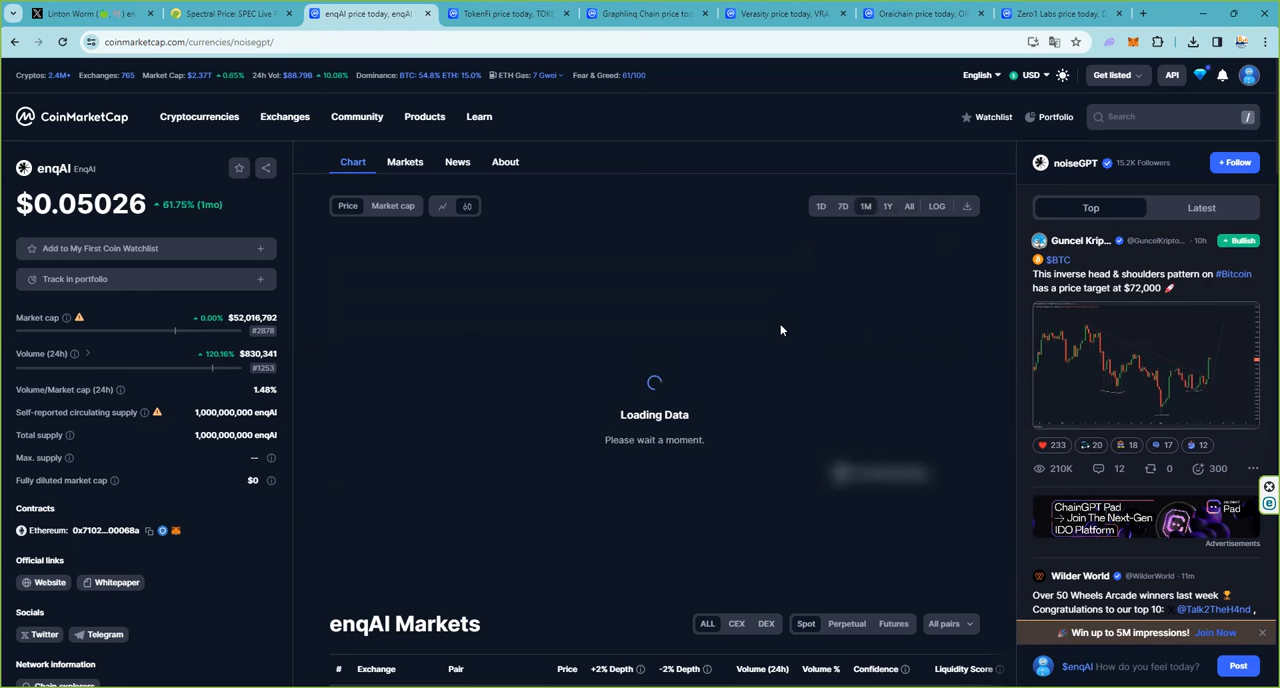 Linton Worm (
) en
Spectral Price: SPEC Live F
enqAI price today, enqAI
TokenFi price today, TOKE
Graphlinq Chain price tod
Verasity price today, VRA
Oraichain price today, OR
Zero1 Labs price today, D
coinmarketcap.com/currencies/noisegpt/
Cryptos: 2.4M+ Exchanges: 765 Market Cap: $2.37T 0.65% 24h Vol: $88.79B 10.08% Dominance: BTC: 54.8% ETH: 15.0% ETH Gas: 7 Gwei Fear & Greed: 61/100
English USD Get listed API
CoinMarketCap Cryptocurrencies Exchanges Community Products Learn
Watchlist Portfolio Search /
enqAI EnqAI
$0.05026 61.75% (1mo)
Add to My First Coin Watchlist +
Track in portfolio +
Market cap 0.00% $52,016,792
#2878
Volume (24h) 120.16% $830,341
#1253
Volume/Market cap (24h) 1.48%
Self-reported circulating supply 1,000,000,000 enqAI
Total supply 1,000,000,000 enqAI
Max. supply --
Fully diluted market cap $0
Contracts
Ethereum: 0x7102...00068a
Official links
Website Whitepaper
Socials
Twitter Telegram
Network information
Chain explorers
Chart Markets News About
Price Market cap
1D 7D 1M 1Y All LOG
Loading Data
Please wait a moment.
enqAI Markets
ALL CEX DEX Spot Perpetual Futures All pairs
# Exchange Pair Price +2% Depth -2% Depth Volume (24h) Volume % Confidence Liquidity Score
noiseGPT 15.2K Followers + Follow
Top Latest
Guncel Krip... @GuncelKripto... · 10h Bullish
$BTC
This inverse head & shoulders pattern on #Bitcoin
has a price target at $72,000
233 20 18 17 12
210K 12 0 300
ChainGPT Pad
→ Join The Next-Gen
IDO Platform
Pad
Advertisements
Wilder World @WilderWorld · 11m
Over 50 Wheels Arcade winners last week
Congratulations to our top 10: @Talk2TheH4nd ,
Win up to 5M impressions! Join Now
$enqAI How do you feel today? Post